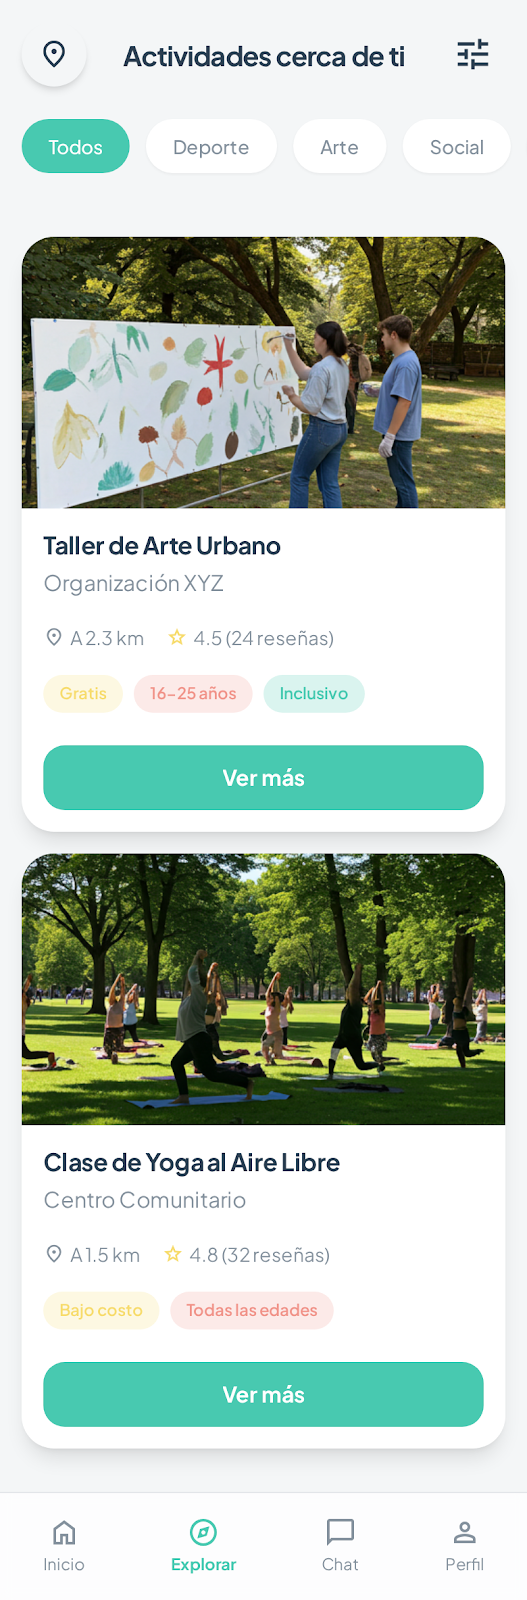 Actividades cerca de ti
Todos
Deporte
Arte
Social
Taller de Arte Urbano
Organización XYZ
A 2.3 km
4.5 (24 reseñas)
Gratis
16-25 años
Inclusivo
Ver más
Clase de Yoga al Aire Libre
Centro Comunitario
A 1.5 km
4.8 (32 reseñas)
Bajo costo
Todas las edades
Ver más
Inicio
Explorar
Chat
Perfil